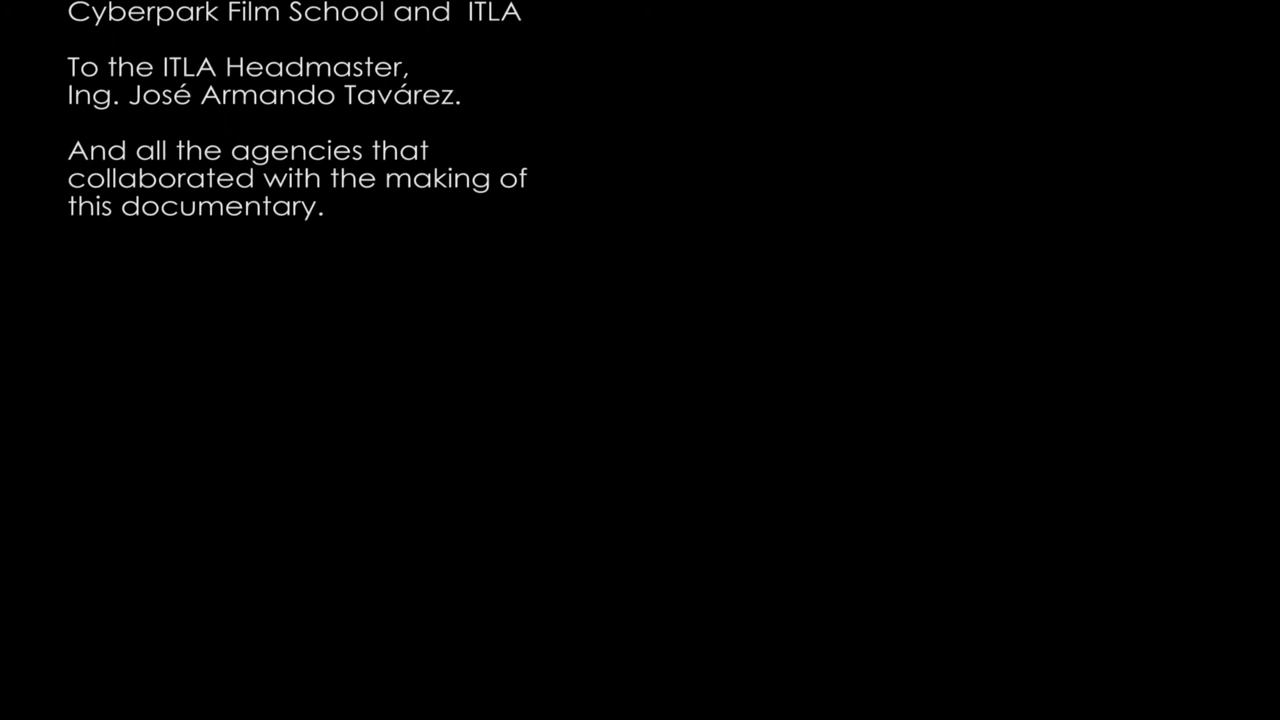 Cyberpark Film School and  ITLA
To the ITLA Headmaster,
Ing. José Armando Tavárez.
And all the agencies that
collaborated with the making of
this documentary.